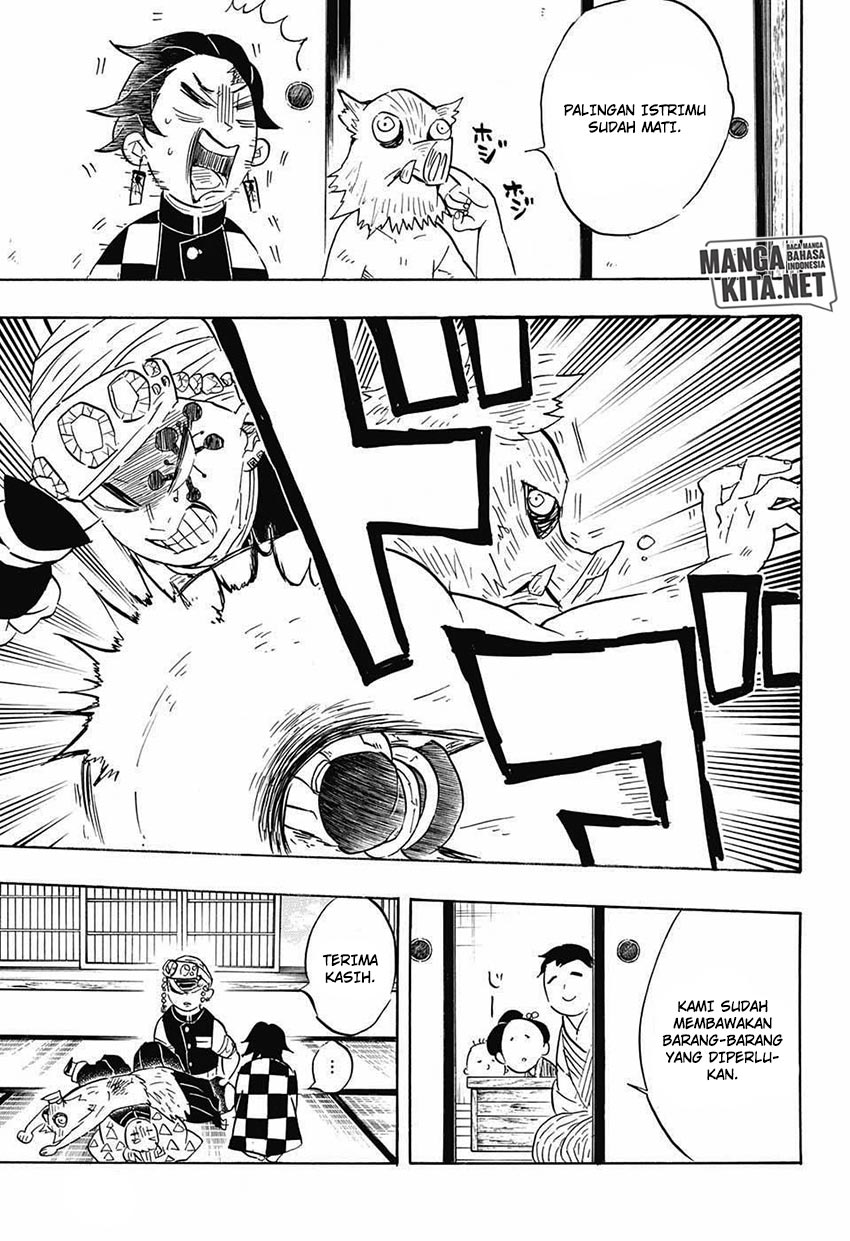 PALINGAN ISTRIMU
SUDAH MATI.
ホジ
ホジ
MANGA
KITA.NET
BACA MANGA
BAHASA
INDONESIA
ドゴ
KAMI SUDAH
MEMBAWAKAN
BARANG-BARANG
YANG DIPERLU-
KAN.
じー
TERIMA
KASIH.
...